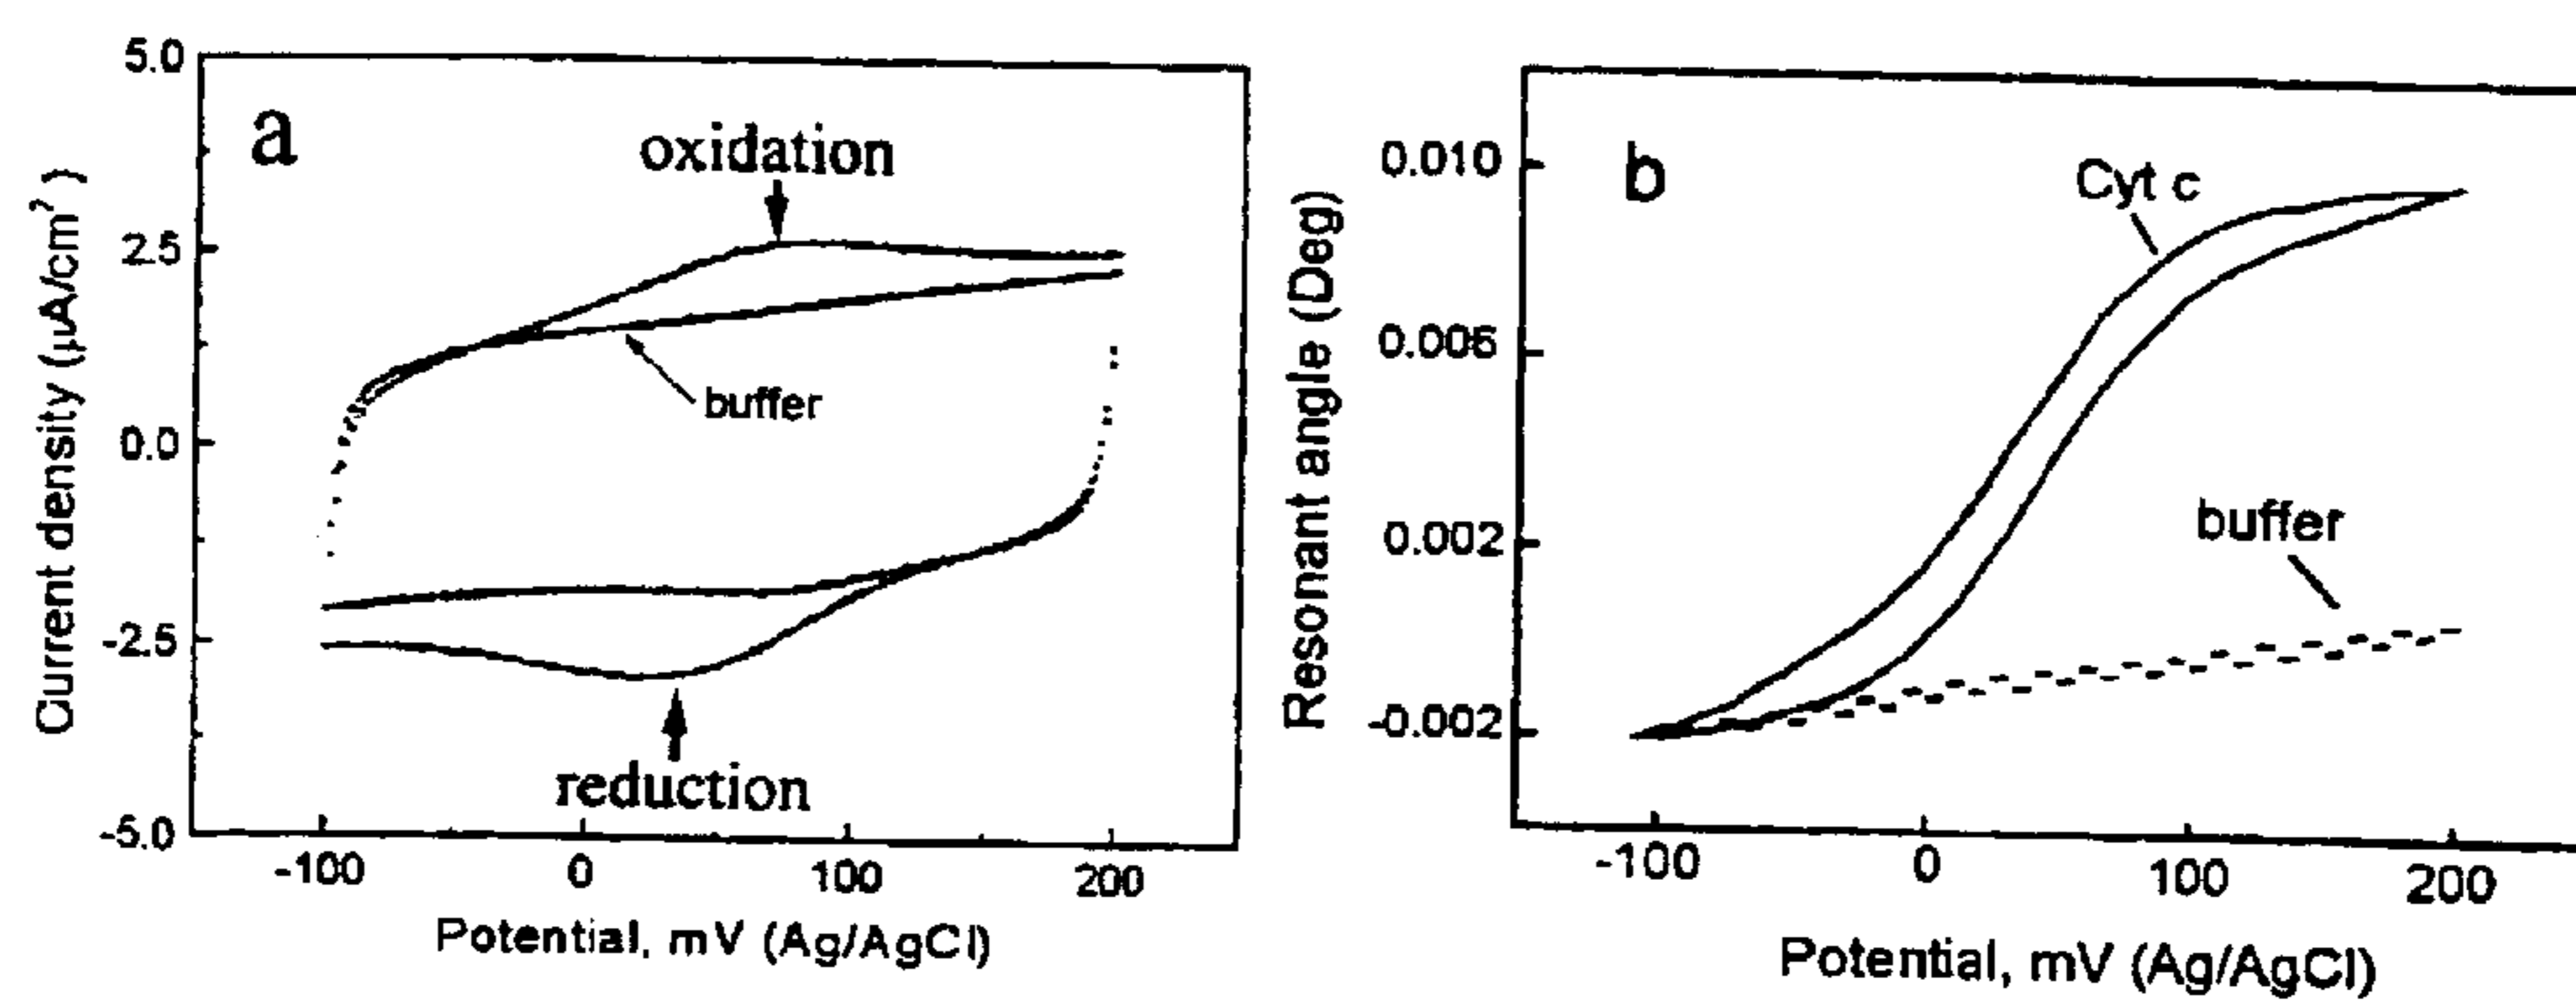 a
5.0
2.5
0.0
-2.5
-5.0
Current density (μA/cm²)
oxidation
buffer
reduction
-100 0 100 200
Potential, mV (Ag/AgCl)
b
0.010
0.006
0.002
-0.002
Resonant angle (Deg)
Cyt c
buffer
-100 0 100 200
Potential, mV (Ag/AgCl)